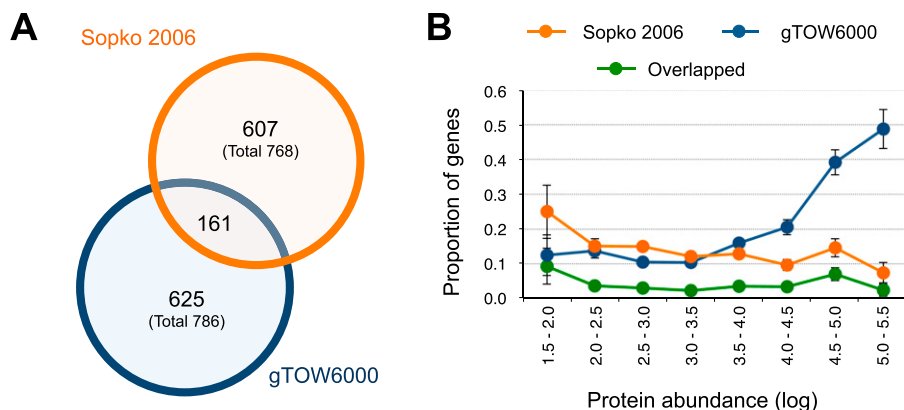 A
Sopko 2006
607
(Total 768)
161
625
(Total 786)
gTOW6000
B
Sopko 2006
gTOW6000
Overlapped
Proportion of genes
0.6
0.5
0.4
0.3
0.2
0.1
0.0
1.5 - 2.0
2.0 - 2.5
2.5 - 3.0
3.0 - 3.5
3.5 - 4.0
4.0 - 4.5
4.5 - 5.0
5.0 - 5.5
Protein abundance (log)